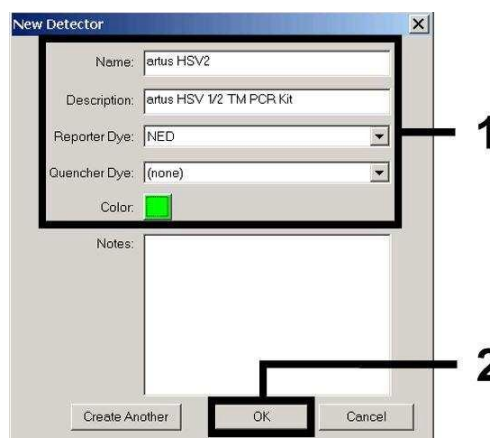 New Detector
Name: artus HSV2
Description: artus HSV 1/2 TM PCR Kit
Reporter Dye: NED
Quencher Dye: (none)
Color:
Notes:
Create Another OK Cancel
1
2